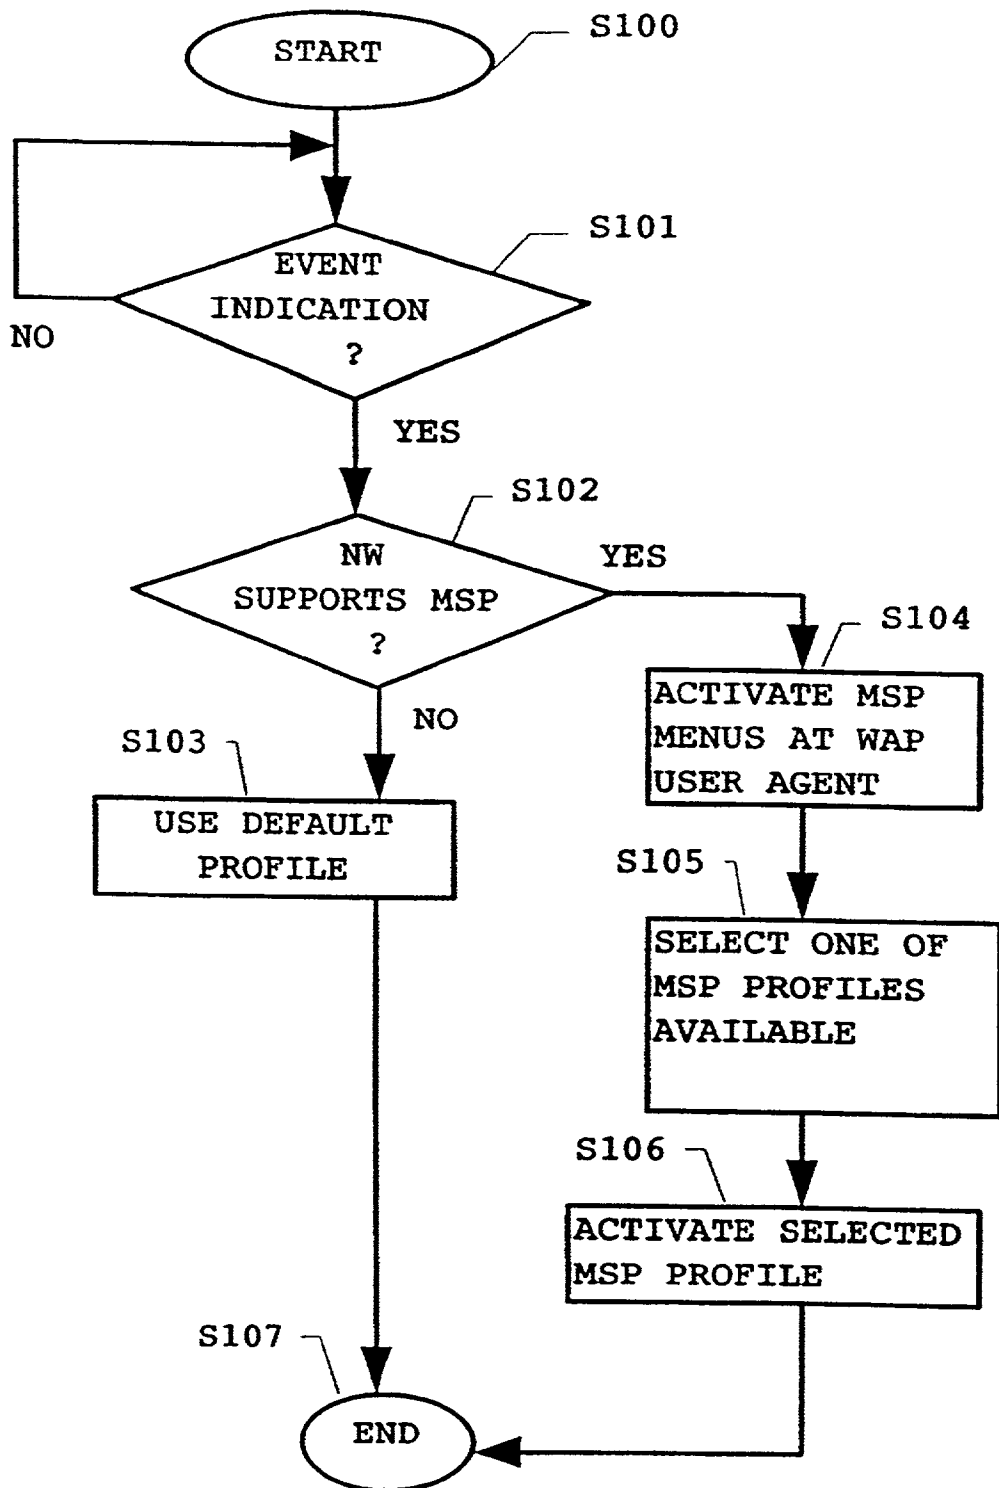 START
S100
S101
EVENT
INDICATION
?
NO
YES
S102
NW
SUPPORTS MSP
?
YES
S104
ACTIVATE MSP
MENUS AT WAP
USER AGENT
NO
S103
USE DEFAULT
PROFILE
S105
SELECT ONE OF
MSP PROFILES
AVAILABLE
S106
ACTIVATE SELECTED
MSP PROFILE
S107
END